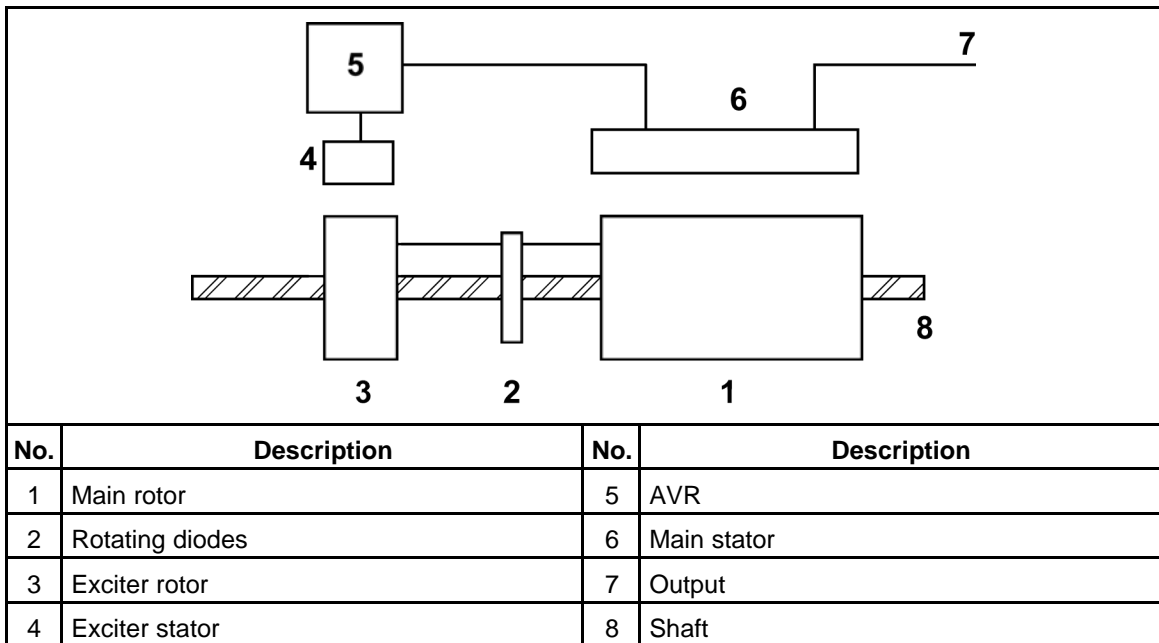 5
7
6
4
8
3 2 1
No. Description No. Description
1 Main rotor 5 AVR
2 Rotating diodes 6 Main stator
3 Exciter rotor 7 Output
4 Exciter stator 8 Shaft